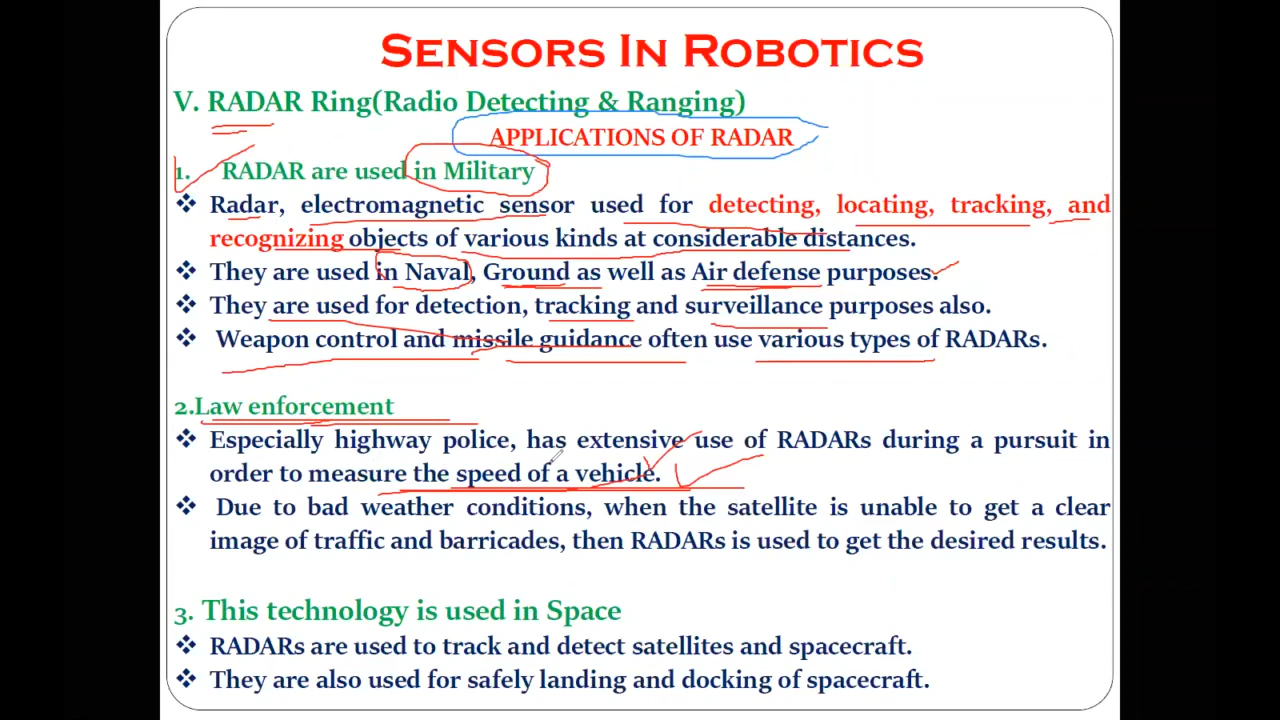 SENSORS IN ROBOTICS
V. RADAR Ring(Radio Detecting & Ranging)
APPLICATIONS OF RADAR
1. RADAR are used in Military
❖ Radar, electromagnetic sensor used for detecting, locating, tracking, and
recognizing objects of various kinds at considerable distances.
❖ They are used in Naval, Ground as well as Air defense purposes.
❖ They are used for detection, tracking and surveillance purposes also.
❖ Weapon control and missile guidance often use various types of RADARs.
2.Law enforcement
❖ Especially highway police, has extensive use of RADARs during a pursuit in
order to measure the speed of a vehicle.
❖ Due to bad weather conditions, when the satellite is unable to get a clear
image of traffic and barricades, then RADARs is used to get the desired results.
3. This technology is used in Space
❖ RADARs are used to track and detect satellites and spacecraft.
❖ They are also used for safely landing and docking of spacecraft.